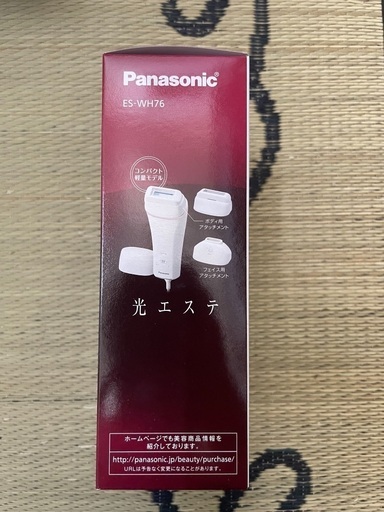 Panasonic
ES-WH76
コンパクト
軽量モデル
ボディ用
アタッチメント
フェイス用
アタッチメント
Panasonic
光エステ
ホームページでも美容商品情報を
紹介しております。
http://panasonic.jp/beauty/purchase/
URLは予告なく変更になることがあります。